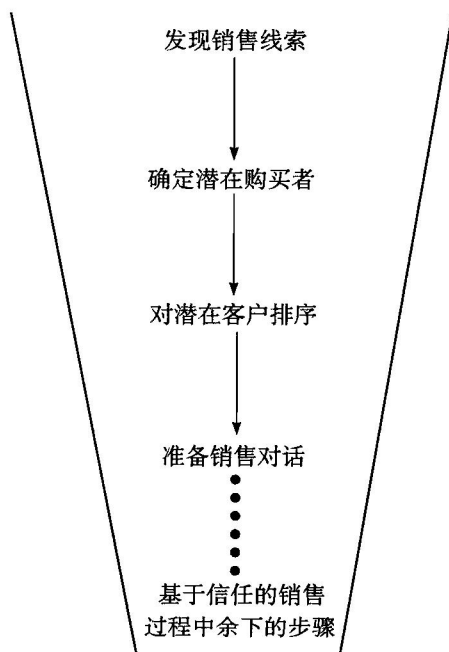 发现销售线索
确定潜在购买者
对潜在客户排序
准备销售对话
基于信任的销售
过程中余下的步骤